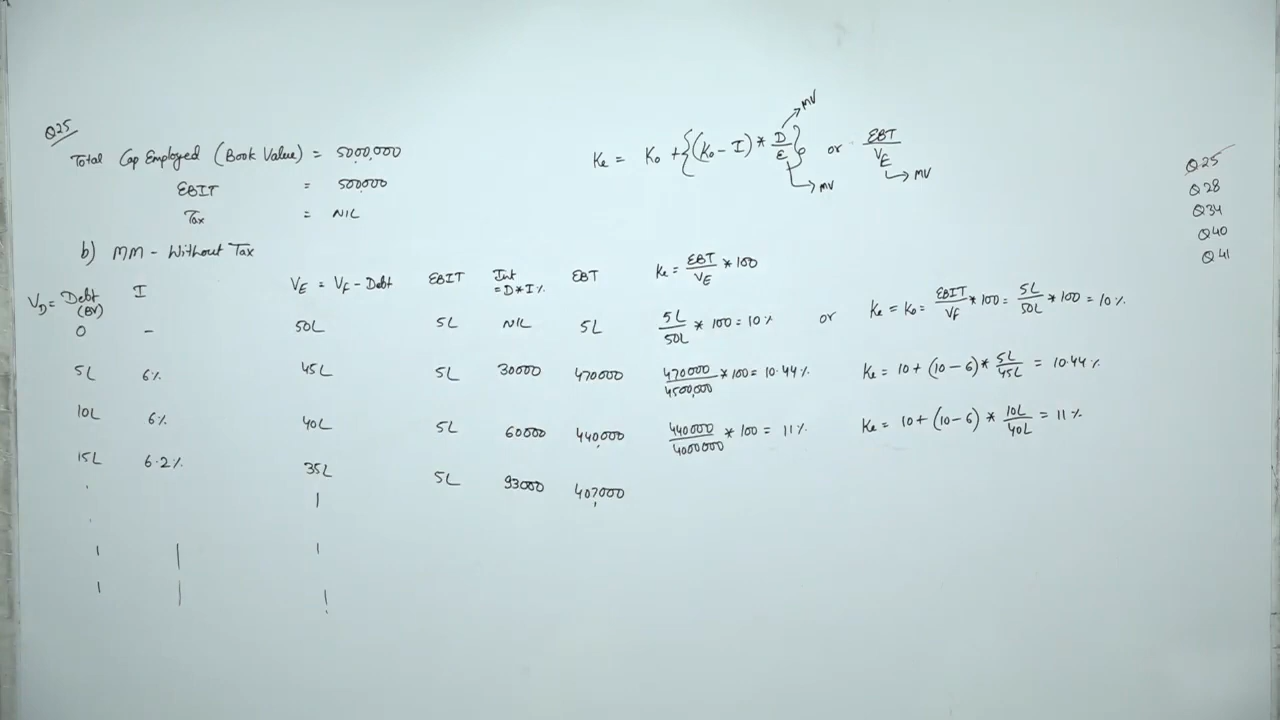 Q25
Total Cap Employed (Book Value) = 5000,000
EBIT = 500,000
Tax = NIL
Ke = Ko + {(Ko - I) * D/E} or EBT/VE
MV
MV
MV
Q25
Q28
Q34
Q40
Q41
b) MM - Without Tax
VD = Debt (BV) I VE = VF - Debt EBIT Int = D*I% EBT Ke = EBT/VE * 100
0 - 50L 5L NIL 5L 5L/50L * 100 = 10% or Ke = Ko = EBIT/VF * 100 = 5L/50L * 100 = 10%
5L 6% 45L 5L 30000 470000 470000/4500,000 * 100 = 10.44% Ke = 10 + (10 - 6) * 5L/45L = 10.44%
10L 6% 40L 5L 60000 440,000 440000/4000000 * 100 = 11% Ke = 10 + (10 - 6) * 10L/40L = 11%
15L 6.2% 35L 5L 93000 407000